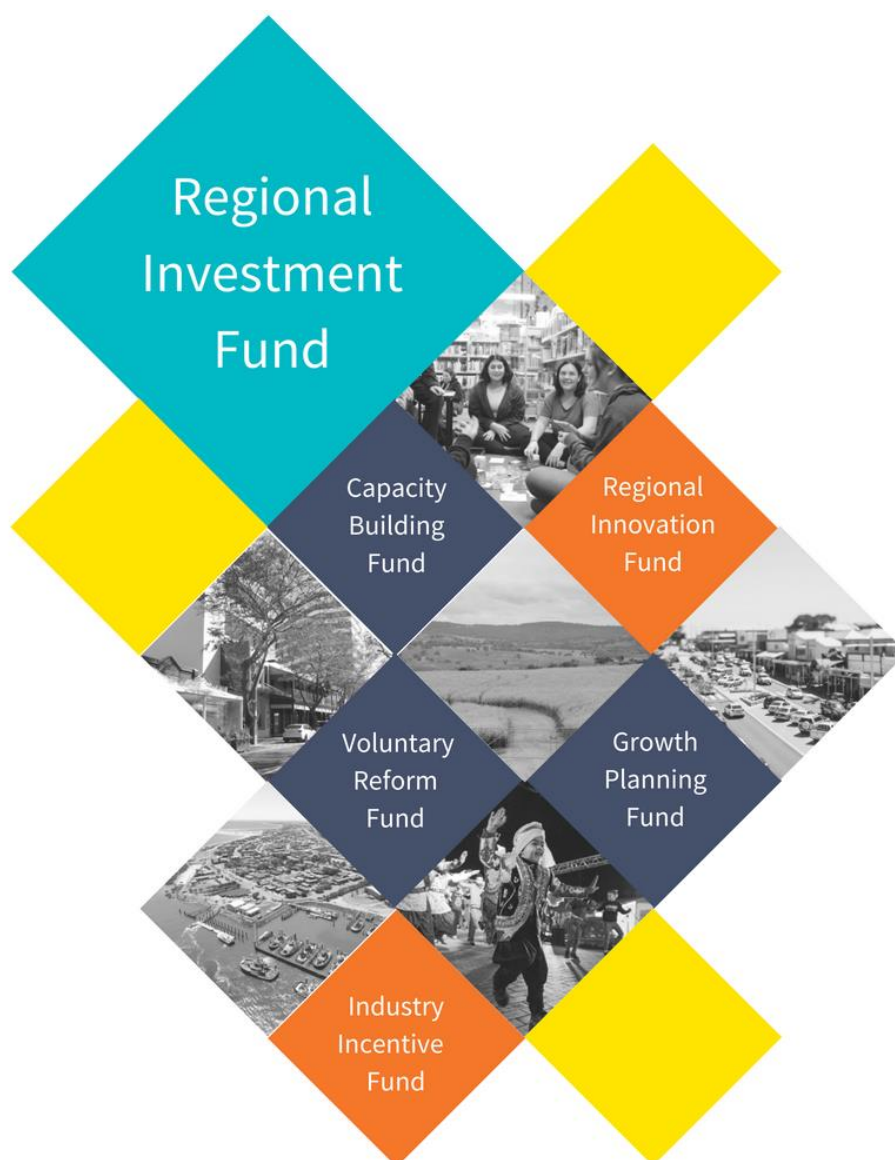 Regional
Investment
Fund
Capacity
Building
Fund
Regional
Innovation
Fund
Voluntary
Reform
Fund
Growth
Planning
Fund
Industry
Incentive
Fund